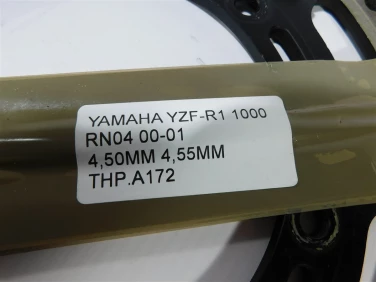 YAMAHA YZF-R1 1000
RN04 00-01
4,50MM 4,55MM
THP.A172